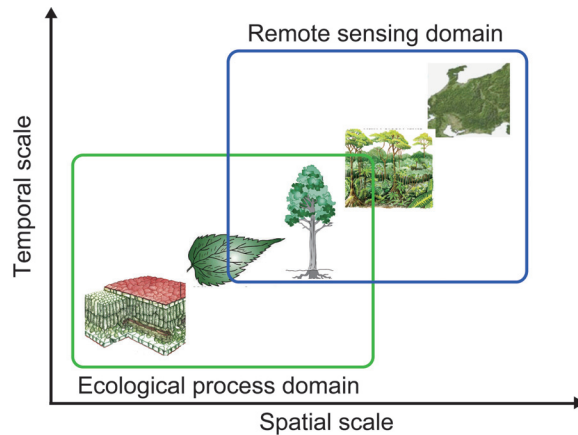 Remote sensing domain
Temporal scale
Ecological process domain
Spatial scale